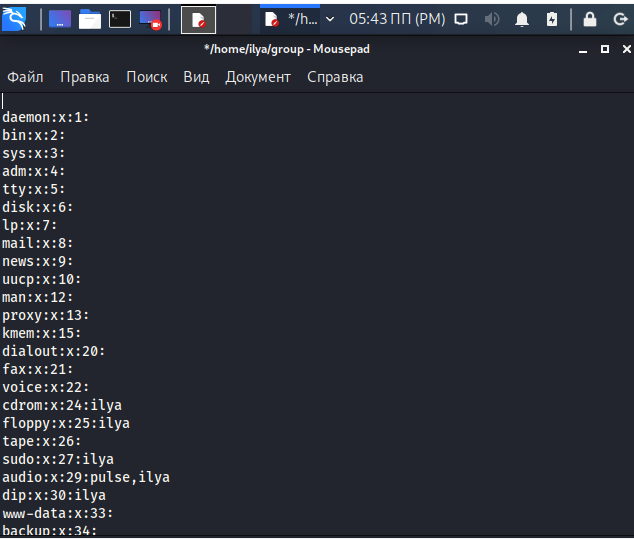 */h...
05:43 ПП (PM)
*/home/ilya/group - Mousepad
Файл Правка Поиск Вид Документ Справка
daemon:x:1:
bin:x:2:
sys:x:3:
adm:x:4:
tty:x:5:
disk:x:6:
lp:x:7:
mail:x:8:
news:x:9:
uucp:x:10:
man:x:12:
proxy:x:13:
kmem:x:15:
dialout:x:20:
fax:x:21:
voice:x:22:
cdrom:x:24:ilya
floppy:x:25:ilya
tape:x:26:
sudo:x:27:ilya
audio:x:29:pulse,ilya
dip:x:30:ilya
www-data:x:33:
backup:x:34: